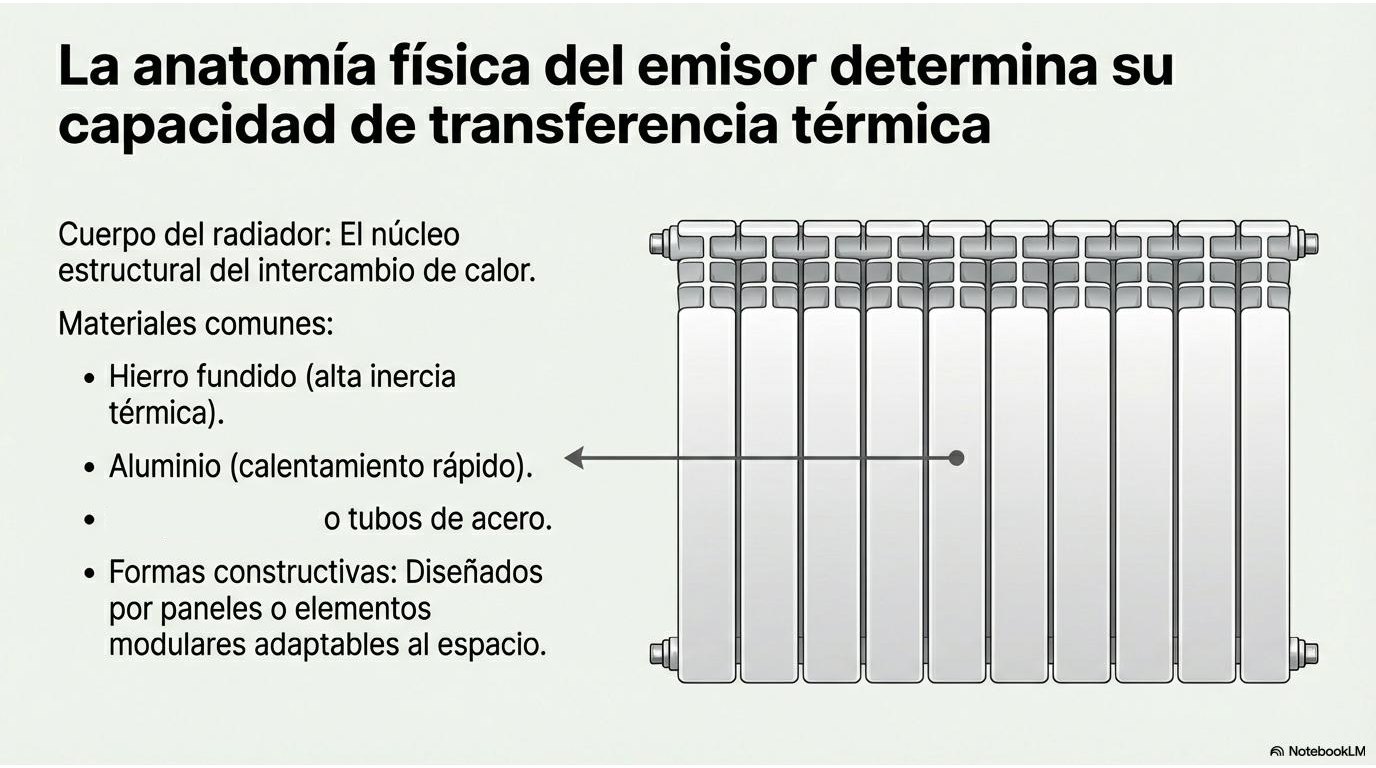 La anatomía física del emisor determina su
capacidad de transferencia térmica
Cuerpo del radiador: El núcleo
estructural del intercambio de calor.
Materiales comunes:
• Hierro fundido (alta inercia
térmica).
• Aluminio (calentamiento rápido).
• o tubos de acero.
• Formas constructivas: Diseñados
por paneles o elementos
modulares adaptables al espacio.
NotebookLM